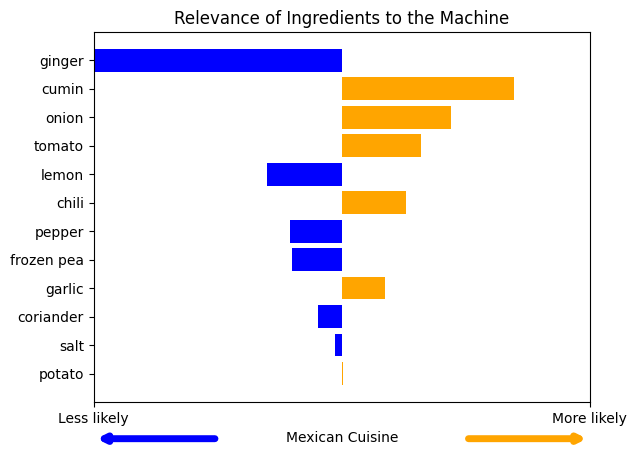 Relevance of Ingredients to the Machine
ginger
cumin
onion
tomato
lemon
chili
pepper
frozen pea
garlic
coriander
salt
potato
Less likely
More likely
Mexican Cuisine